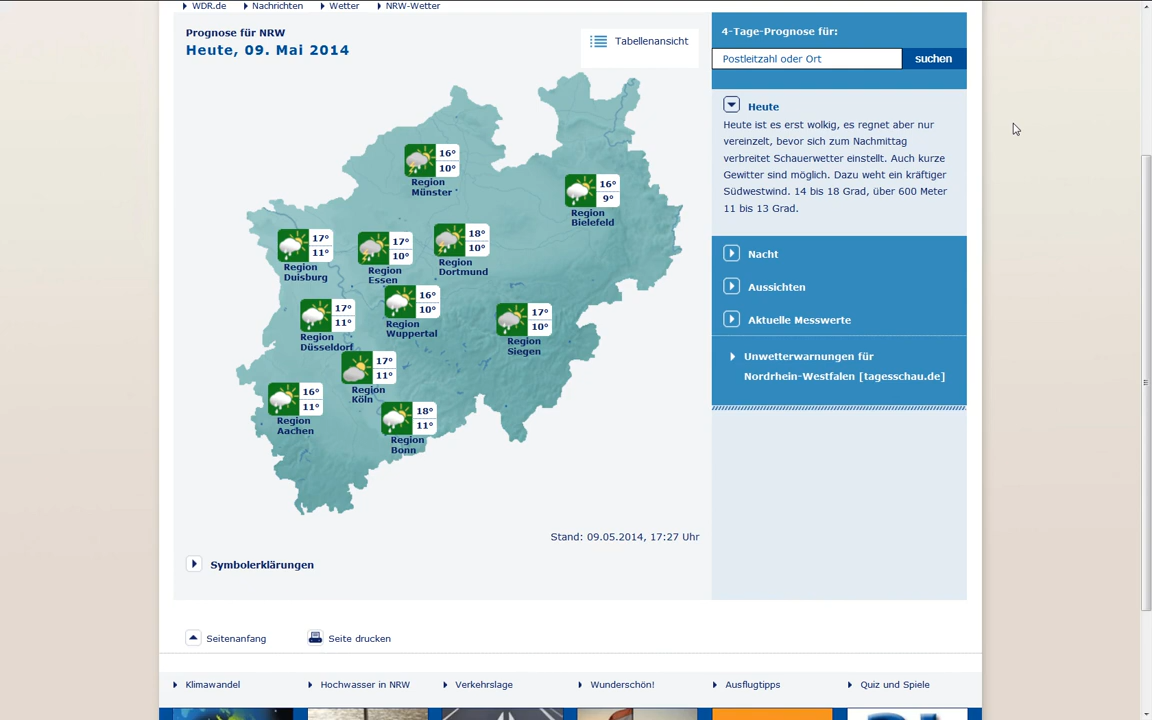 WDR.de Nachrichten Wetter NRW-Wetter
Prognose für NRW
Heute, 09. Mai 2014
Tabellenansicht
16°
10°
Region
Münster
16°
9°
Region
Bielefeld
17°
11°
Region
Duisburg
17°
10°
Region
Essen
18°
10°
Region
Dortmund
16°
10°
Region
Wuppertal
17°
11°
Region
Düsseldorf
17°
10°
Region
Siegen
17°
11°
Region
Köln
16°
11°
Region
Aachen
18°
11°
Region
Bonn
Stand: 09.05.2014, 17:27 Uhr
Symbolerklärungen
4-Tage-Prognose für:
Postleitzahl oder Ort suchen
Heute
Heute ist es erst wolkig, es regnet aber nur
vereinzelt, bevor sich zum Nachmittag
verbreitet Schauerwetter einstellt. Auch kurze
Gewitter sind möglich. Dazu weht ein kräftiger
Südwestwind. 14 bis 18 Grad, über 600 Meter
11 bis 13 Grad.
Nacht
Aussichten
Aktuelle Messwerte
Unwetterwarnungen für
Nordrhein-Westfalen [tagesschau.de]
Seitenanfang Seite drucken
Klimawandel Hochwasser in NRW Verkehrslage Wunderschön! Ausflugtipps Quiz und Spiele